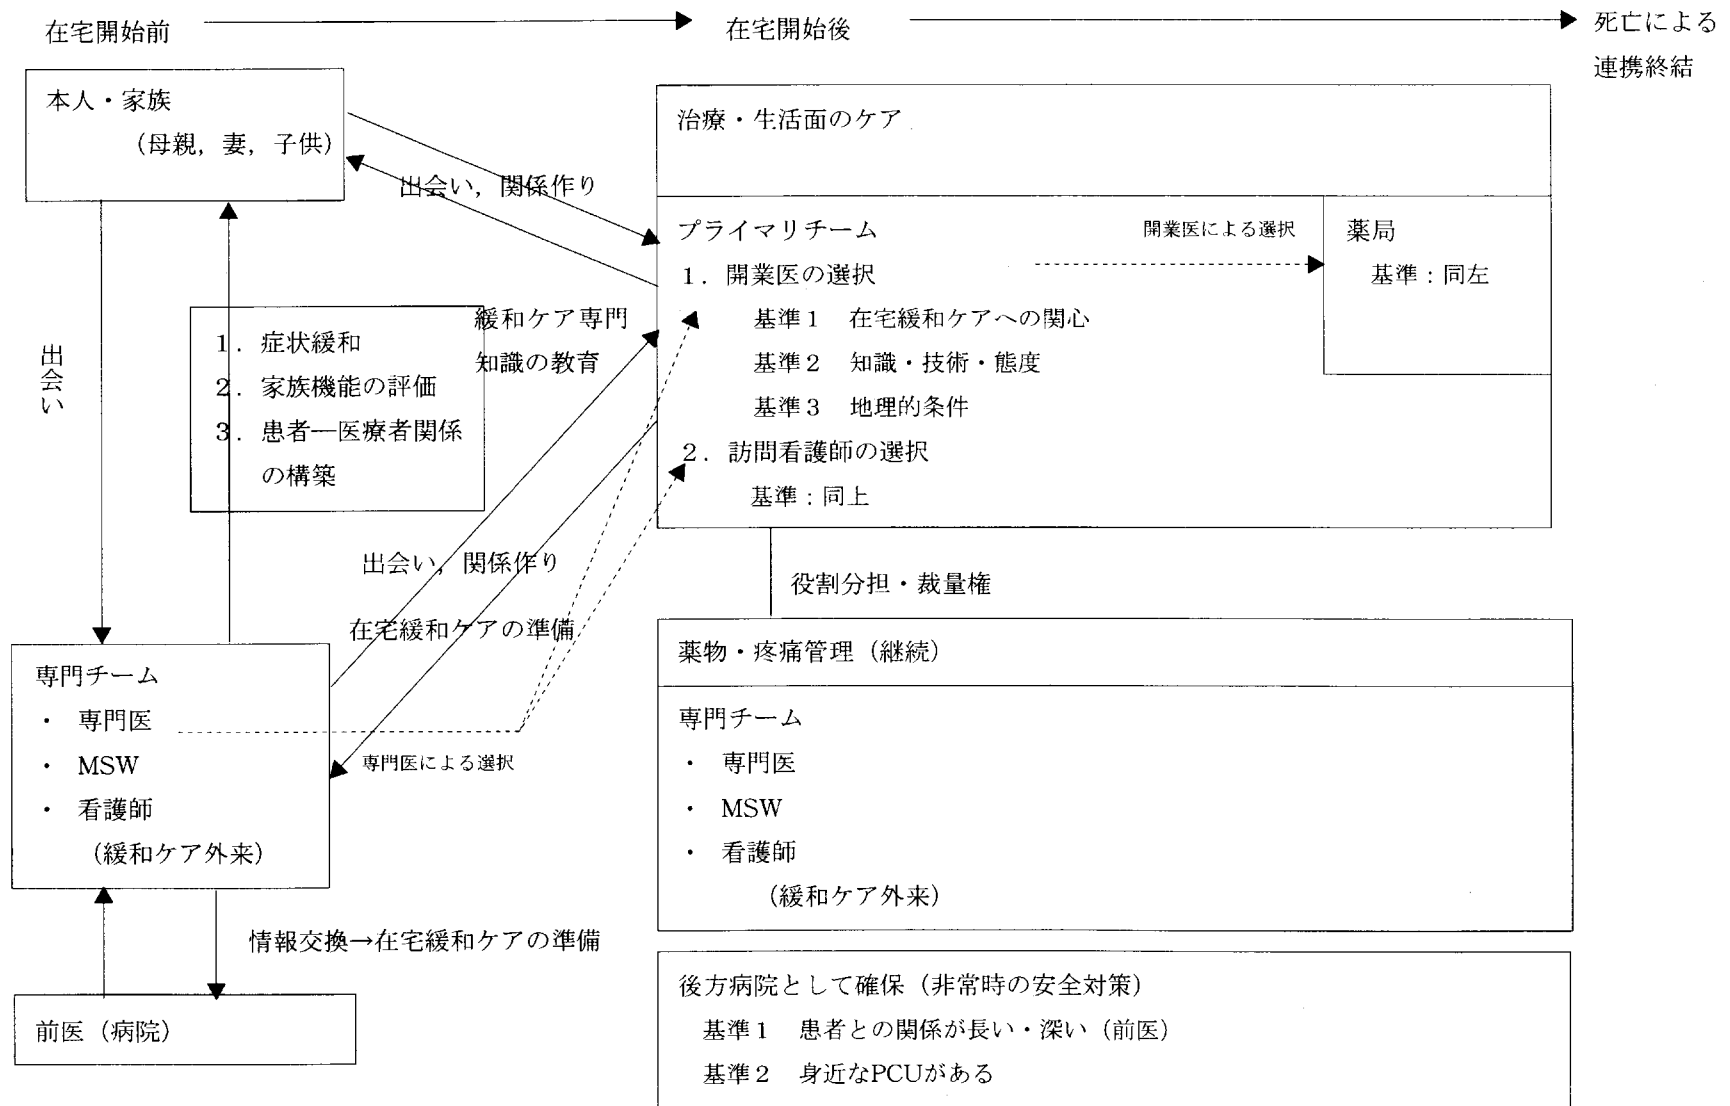 在宅開始前
在宅開始後
死亡による
連携終結
本人・家族
（母親，妻，子供）
出会い，関係作り
治療・生活面のケア
プライマリチーム
1．開業医の選択
基準1　在宅緩和ケアへの関心
基準2　知識・技術・態度
基準3　地理的条件
2．訪問看護師の選択
基準：同上
開業医による選択
薬局
基準：同左
出会い
1．症状緩和
2．家族機能の評価
3．患者―医療者関係
の構築
緩和ケア専門
知識の教育
出会い，関係作り
在宅緩和ケアの準備
専門医による選択
役割分担・裁量権
専門チーム
・　専門医
・　MSW
・　看護師
（緩和ケア外来）
薬物・疼痛管理（継続）
専門チーム
・　専門医
・　MSW
・　看護師
（緩和ケア外来）
情報交換→在宅緩和ケアの準備
前医（病院）
後方病院として確保（非常時の安全対策）
基準1　患者との関係が長い・深い（前医）
基準2　身近なPCUがある